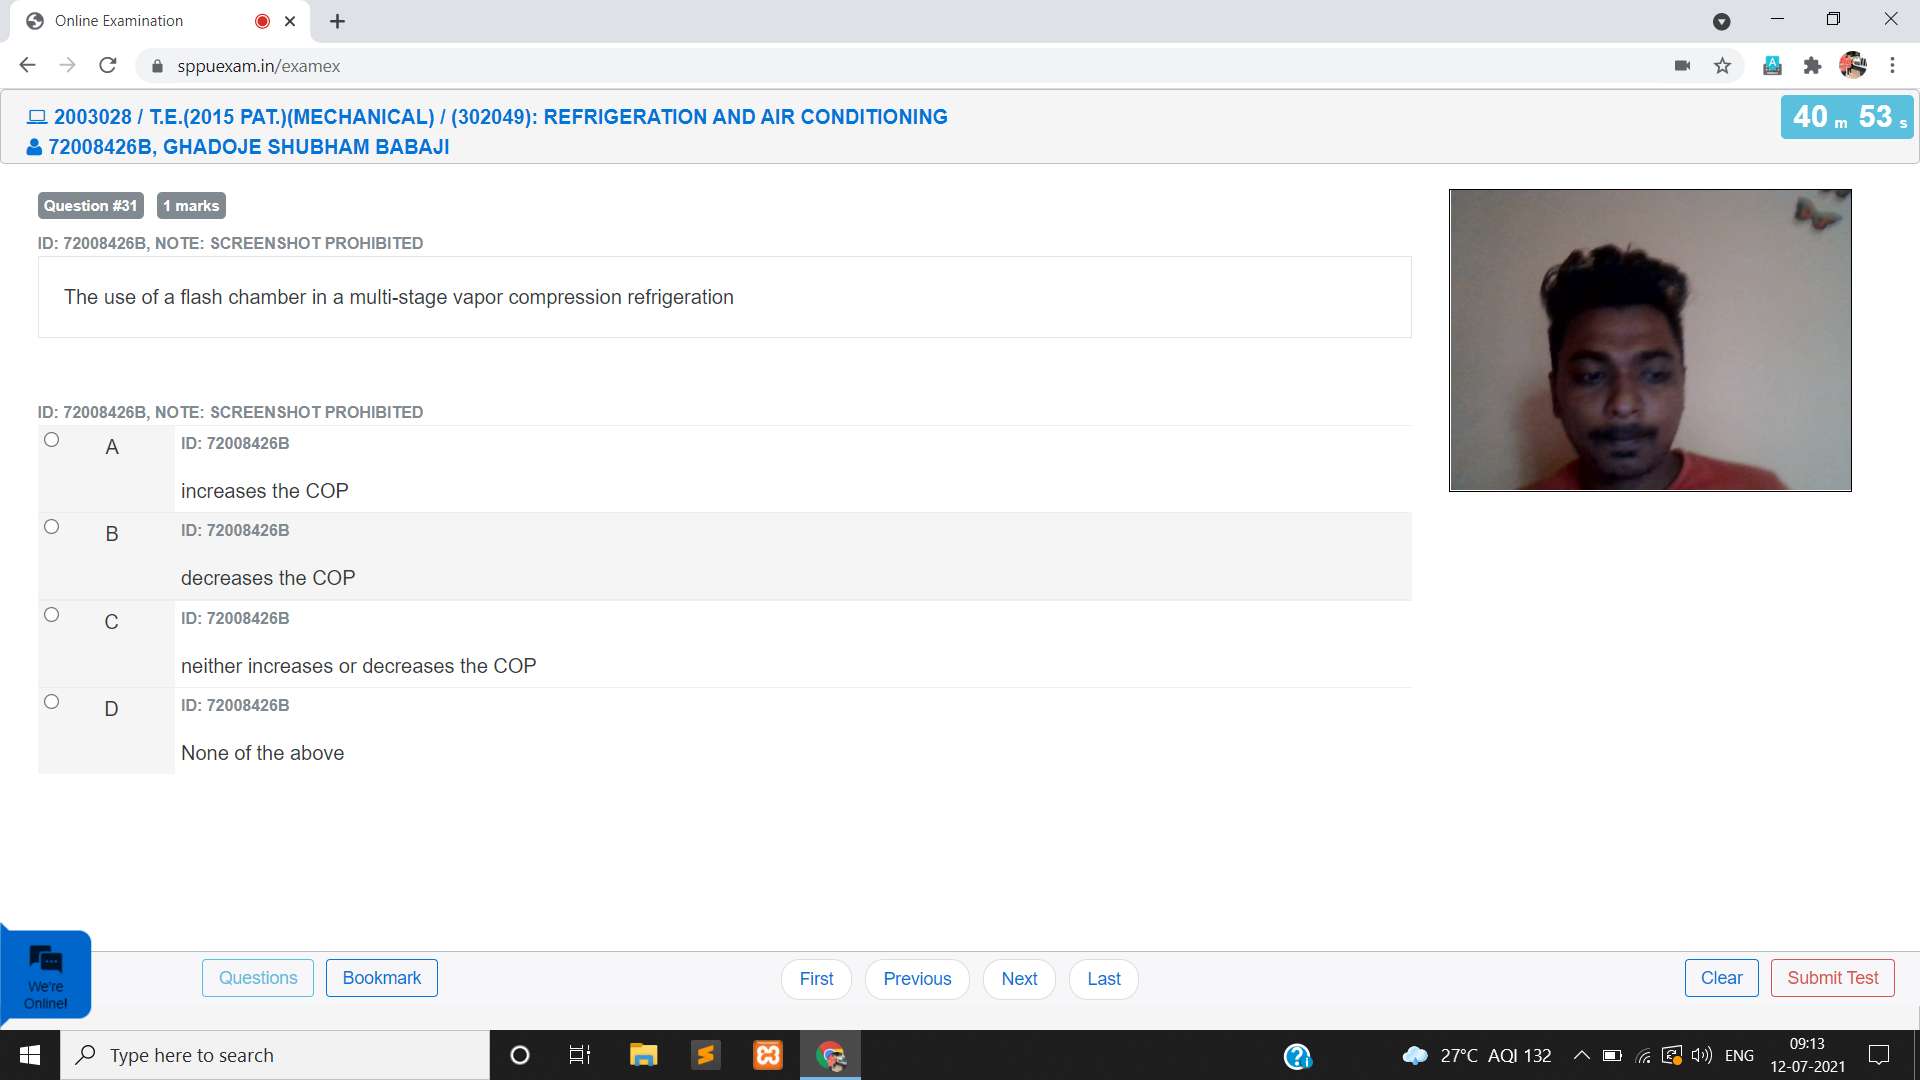 Online Examination
sppuexam.in/examex
2003028 / T.E.(2015 PAT.)(MECHANICAL) / (302049): REFRIGERATION AND AIR CONDITIONING
40 m 53 s
72008426B, GHADOJE SHUBHAM BABAJI
Question #31 1 marks
ID: 72008426B, NOTE: SCREENSHOT PROHIBITED
The use of a flash chamber in a multi-stage vapor compression refrigeration
ID: 72008426B, NOTE: SCREENSHOT PROHIBITED
A ID: 72008426B
increases the COP
B ID: 72008426B
decreases the COP
C ID: 72008426B
neither increases or decreases the COP
D ID: 72008426B
None of the above
We're
Online!
Questions Bookmark First Previous Next Last Clear Submit Test
Type here to search
27°C AQI 132 ENG
09:13
12-07-2021